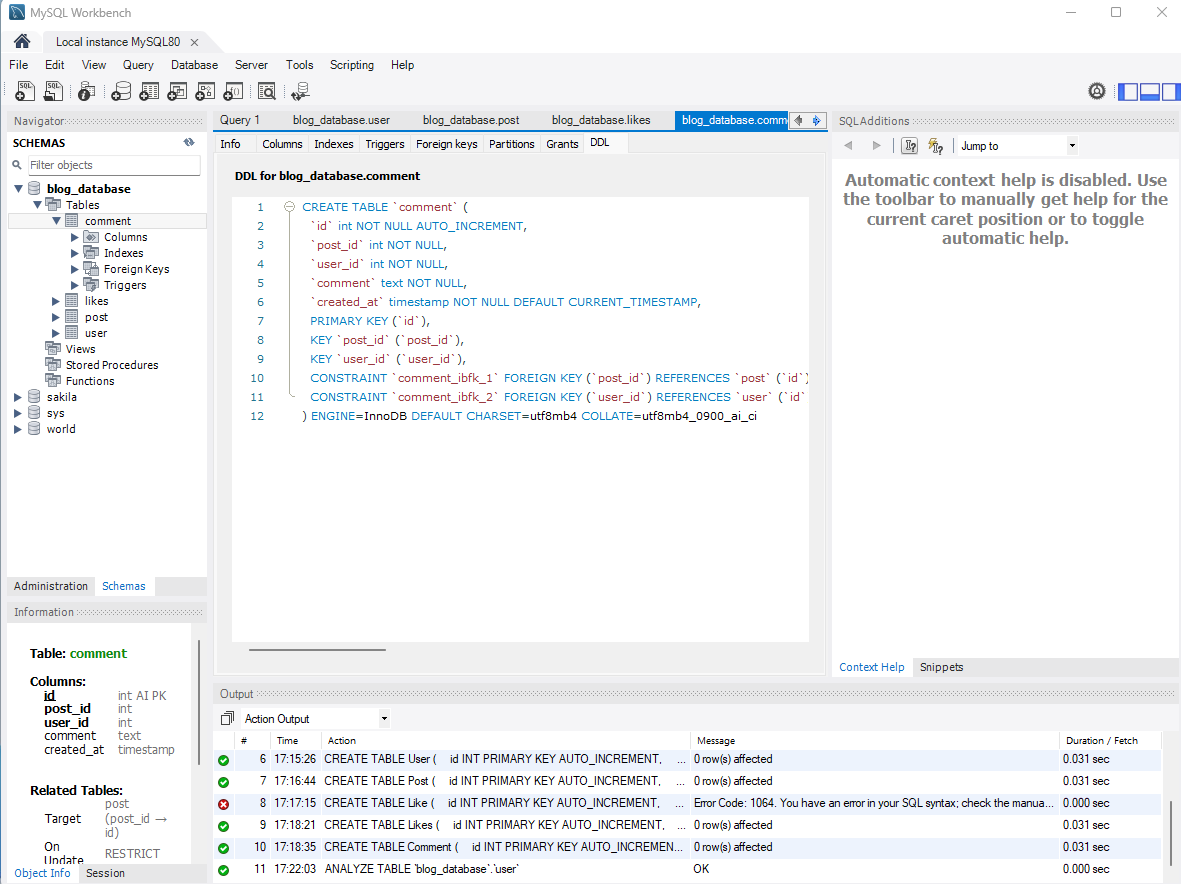 MySQL Workbench
Local instance MySQL80
File Edit View Query Database Server Tools Scripting Help
Navigator
SCHEMAS
Filter objects
blog_database
Tables
comment
Columns
Indexes
Foreign Keys
Triggers
likes
post
user
Views
Stored Procedures
Functions
sakila
sys
world
Administration Schemas
Information
Table: comment
Columns:
id int AI PK
post_id int
user_id int
comment text
created_at timestamp
Related Tables:
Target post (post_id → id)
On Update RESTRICT
Object Info Session
Query 1 blog_database.user blog_database.post blog_database.likes blog_database.comm
Info Columns Indexes Triggers Foreign keys Partitions Grants DDL
DDL for blog_database.comment
1 CREATE TABLE `comment` (
2 `id` int NOT NULL AUTO_INCREMENT,
3 `post_id` int NOT NULL,
4 `user_id` int NOT NULL,
5 `comment` text NOT NULL,
6 `created_at` timestamp NOT NULL DEFAULT CURRENT_TIMESTAMP,
7 PRIMARY KEY (`id`),
8 KEY `post_id` (`post_id`),
9 KEY `user_id` (`user_id`),
10 CONSTRAINT `comment_ibfk_1` FOREIGN KEY (`post_id`) REFERENCES `post` (`id`)
11 CONSTRAINT `comment_ibfk_2` FOREIGN KEY (`user_id`) REFERENCES `user` (`id`
12 ) ENGINE=InnoDB DEFAULT CHARSET=utf8mb4 COLLATE=utf8mb4_0900_ai_ci
SQLAdditions
Jump to
Automatic context help is disabled. Use
the toolbar to manually get help for the
current caret position or to toggle
automatic help.
Context Help Snippets
Output
Action Output
# Time Action Message Duration / Fetch
6 17:15:26 CREATE TABLE User ( id INT PRIMARY KEY AUTO_INCREMENT, ... 0 row(s) affected 0.031 sec
7 17:16:44 CREATE TABLE Post ( id INT PRIMARY KEY AUTO_INCREMENT, ... 0 row(s) affected 0.031 sec
8 17:17:15 CREATE TABLE Like ( id INT PRIMARY KEY AUTO_INCREMENT, ... Error Code: 1064. You have an error in your SQL syntax; check the manua... 0.000 sec
9 17:18:21 CREATE TABLE Likes ( id INT PRIMARY KEY AUTO_INCREMENT, ... 0 row(s) affected 0.031 sec
10 17:18:35 CREATE TABLE Comment ( id INT PRIMARY KEY AUTO_INCREMEN... 0 row(s) affected 0.031 sec
11 17:22:03 ANALYZE TABLE `blog_database`.`user` OK 0.000 sec